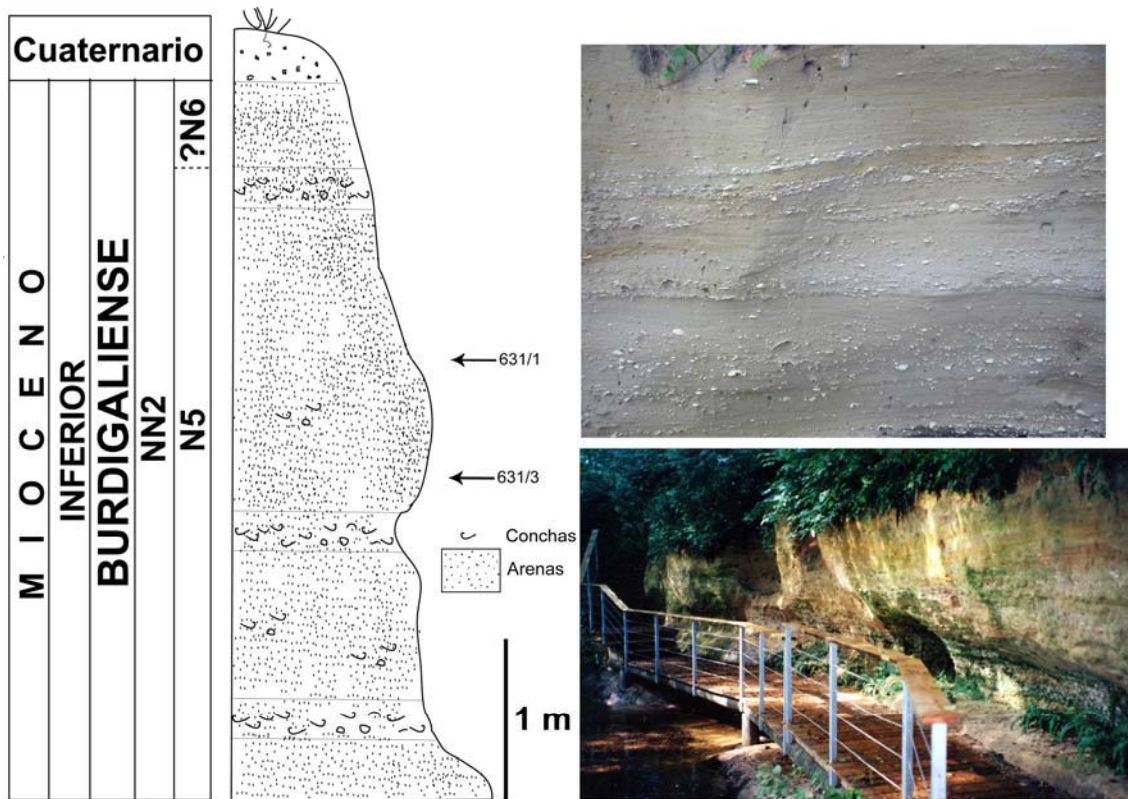 Cuaternario
MIOCENO
INFERIOR
BURDIGALIENSE
NN2
N5
?N6
631/1
631/3
Conchas
Arenas
1 m